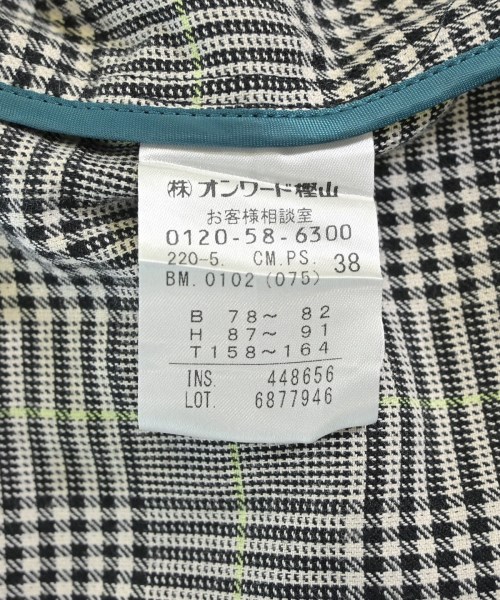 ㈱オンワード樫山
お客様相談室
0120-58-6300
220-5. CM.PS. 38
BM.0102(075)
B 78～ 82
H 87～ 91
T 158～164
INS. 448656
LOT. 6877946